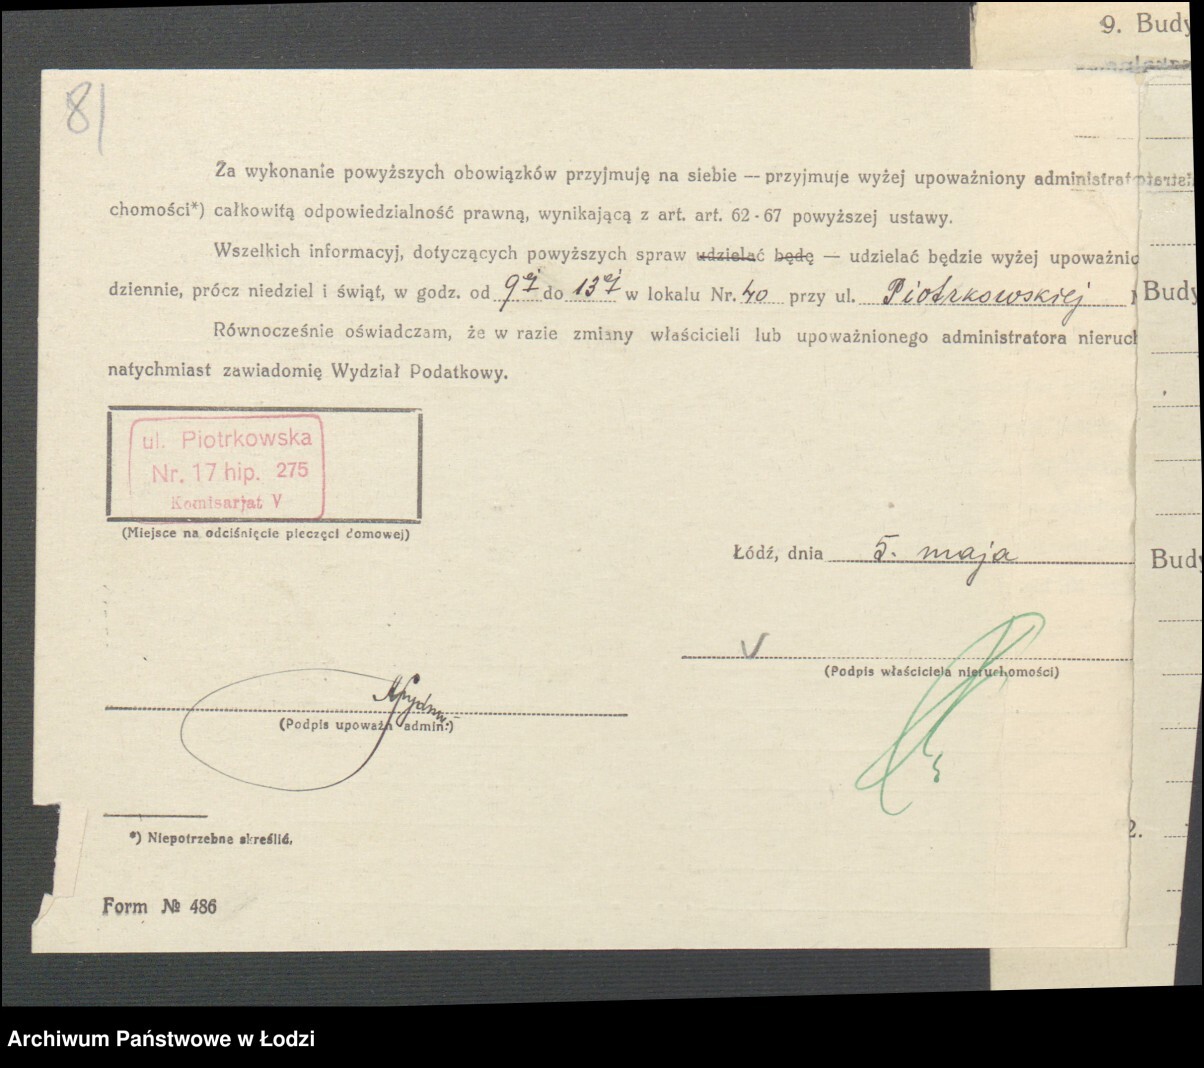 9. Budy
81
Za wykonanie powyższych obowiązków przyjmuję na siebie — przyjmuje wyżej upoważniony administrat
chomości*) całkowitą odpowiedzialność prawną, wynikającą z art. art. 62-67 powyższej ustawy.
Wszelkich informacyj, dotyczących powyższych spraw udzielać będę — udzielać będzie wyżej upoważnio
dziennie, prócz niedziel i świąt, w godz. od 9ej do 13ej w lokalu Nr. 40 przy ul. Piotrkowskiej
Budy
Równocześnie oświadczam, że w razie zmiany właścicieli lub upoważnionego administratora nieruch
natychmiast zawiadomię Wydział Podatkowy.
ul. Piotrkowska
Nr. 17 hip. 275
Komisarjat V
(Miejsce na odciśnięcie pieczęci domowej)
Łódź, dnia 5. maja
Budy
(Podpis właściciela nieruchomości)
(Podpis upoważn. admin.)
2.
*) Niepotrzebne skreślić.
Form № 486
Archiwum Państwowe w Łodzi